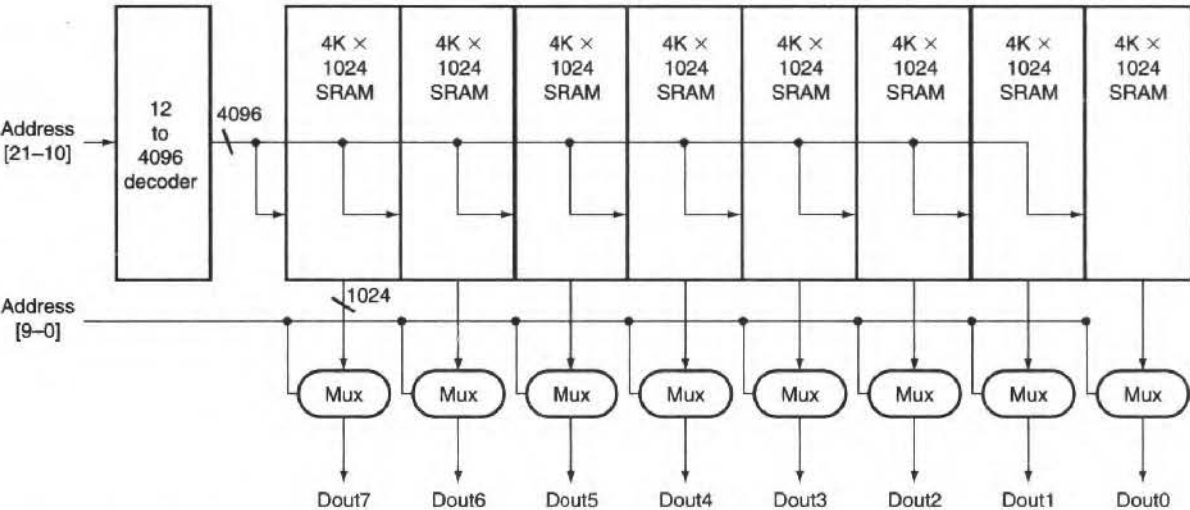 4K ×
1024
SRAM
4K ×
1024
SRAM
4K ×
1024
SRAM
4K ×
1024
SRAM
4K ×
1024
SRAM
4K ×
1024
SRAM
4K ×
1024
SRAM
4K ×
1024
SRAM
Address
[21–10]
12
to
4096
decoder
4096
Address
[9–0]
1024
Mux
Mux
Mux
Mux
Mux
Mux
Mux
Mux
Dout7
Dout6
Dout5
Dout4
Dout3
Dout2
Dout1
Dout0